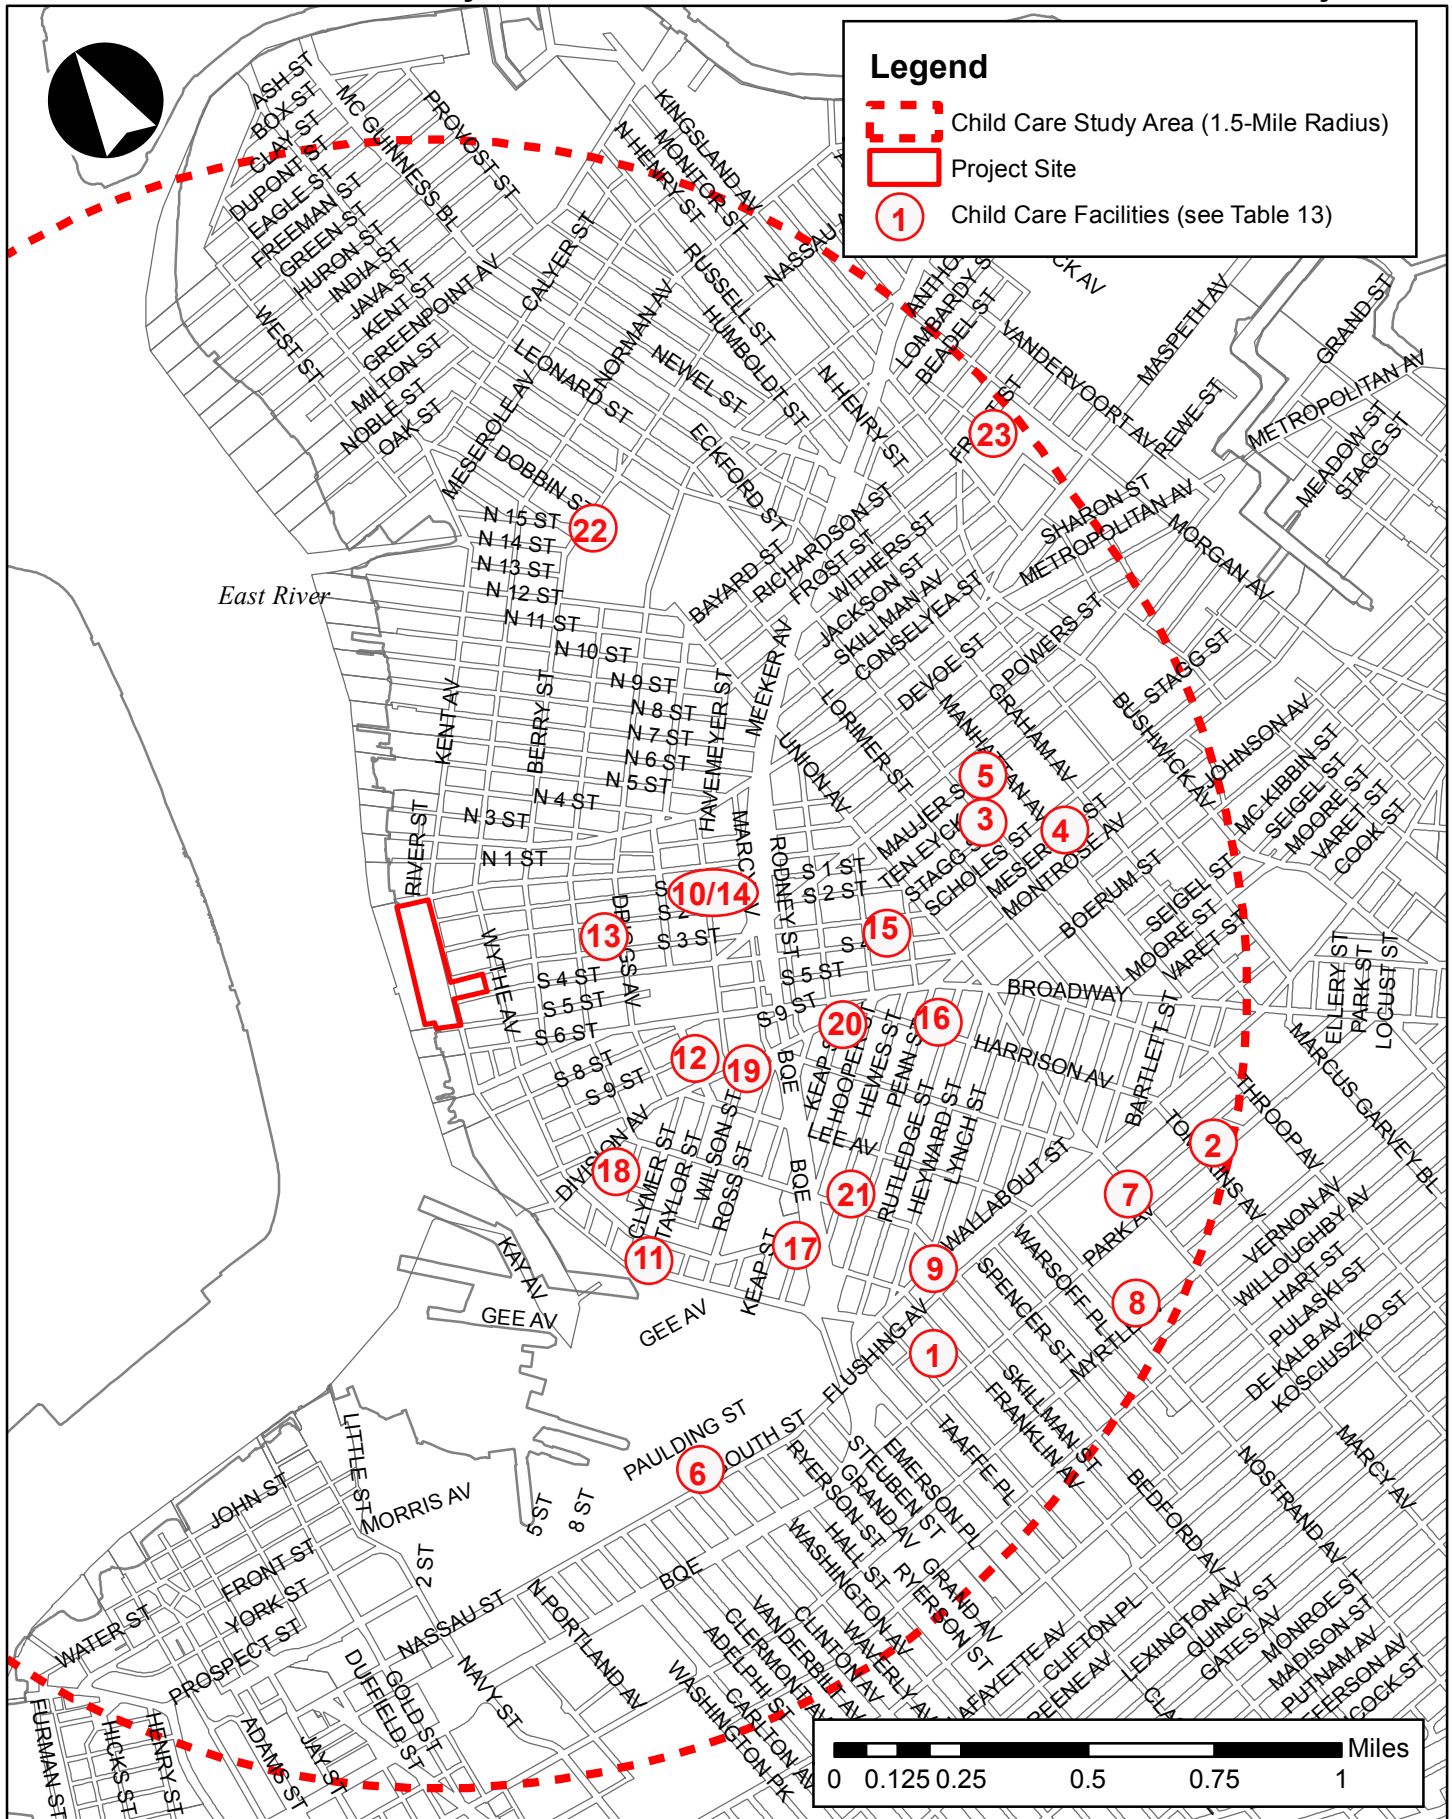 Legend
Child Care Study Area (1.5-Mile Radius)
Project Site
1
Child Care Facilities (see Table 13)
ASH ST
BOX ST
CLAY ST
DUPONT ST
EAGLE ST
FREEMAN ST
GREEN ST
HURON ST
INDIA ST
JAVA ST
KENT ST
GREENPOINT AV
MILTON ST
NOBLE ST
OAK ST
WEST ST
MC GUINNESS BL
PROVOST ST
CALYER ST
KINGSLAND AV
MONITOR ST
N HENRY ST
RUSSELL ST
HUMBOLDT ST
NEWEL ST
NORMAN AV
LEONARD ST
MESEROLE AV
DOBBIN ST
ECKFORD ST
N HENRY ST
LOMBARDY S
BEADEL ST
VANDERVOORT AV
MASPETH AV
GRAND ST
METROPOLITAN AV
REWE ST
MEADOW ST
STAGG ST
23
22
N 15 ST
N 14 ST
N 13 ST
N 12 ST
N 11 ST
N 10 ST
N 9 ST
N 8 ST
N 7 ST
N 6 ST
N 5 ST
N 4 ST
N 3 ST
N 1 ST
East River
KENT AV
BERRY ST
HAVEMEYER ST
MEEKER AV
RIVER ST
BAYARD ST
RICHARDSON ST
FROST ST
WITHERS ST
JACKSON ST
SKILLMAN AV
CONSELYEA ST
DEVOE ST
POWERS ST
SHARON ST
METROPOLITAN AV
MORGAN AV
STAGG ST
BUSHWICK AV
JOHNSON AV
MC KIBBIN ST
SEIGEL ST
MOORE ST
VARET ST
COOK ST
LORIMER ST
UNION AV
MANHATTAN AV
GRAHAM AV
5
3
4
MAUJER S
TEN EYCK
STAGG S
SCHOLES ST
MESER
ST
MONTROSE AV
BOERUM ST
SEIGEL ST
MOORE ST
VARET ST
RODNEY ST
S 1 ST
S 2 ST
10/14
13
15
S 3 ST
S 4 ST
S 5 ST
S 6 ST
S 5 ST
S 9 ST
S 8 ST
S 9 ST
WYTHE AV
BROADWAY
ELLERY ST
PARK ST
LOCUST ST
20
16
12
19
BQE
KEAP S
HOOPER
HEWES ST
PENN ST
HARRISON AV
BARTLETT ST
MARCUS GARVEY BL
THROOP AV
2
7
DIVISION AV
18
CLYMER ST
TAYLOR ST
WILSON ST
ROSS ST
LEE AV
BQE
21
RUTLEDGE ST
HEYWARD ST
LYNCH ST
WALLABOUT ST
PARK AV
VERNON AV
WILLOUGHBY AV
HART ST
PULASKI ST
DE KALB AV
KOSCIUSZKO ST
11
17
KEAP ST
9
8
1
WARSOFF PL
SPENCER ST
MYRTLE
KAY AV
GEE AV
GEE AV
FLUSHING AV
SKILLMAN ST
FRANKLIN AV
TAAFFE PL
EMERSON PL
STEUBEN ST
GRAND AV
RYERSON ST
HALL ST
WASHINGTON AV
PAULDING ST
SOUTH ST
6
LITTLE ST
MORRIS AV
JOHN ST
5 ST
8 ST
2 ST
FRONT ST
YORK ST
WATER ST
PROSPECT ST
NASSAU ST
BQE
N PORTLAND AV
NAVY ST
GOLD ST
DUFFIELD ST
FURMAN ST
HICKS ST
HENRY ST
ADAMS ST
JAY ST
CLINTON AV
VANDERBILT AV
CLERMONT AV
ADELPHI ST
CARLTON AV
WASHINGTON PK
WAVERLY AV
GRAND AV
RYERSON ST
BEDFORD AV
NOSTRAND AV
MARCY AV
CLIFTON PL
LEXINGTON AV
QUINCY ST
GATES AV
MONROE ST
MADISON ST
PUTNAM AV
Miles
0 0.125 0.25 0.5 0.75 1